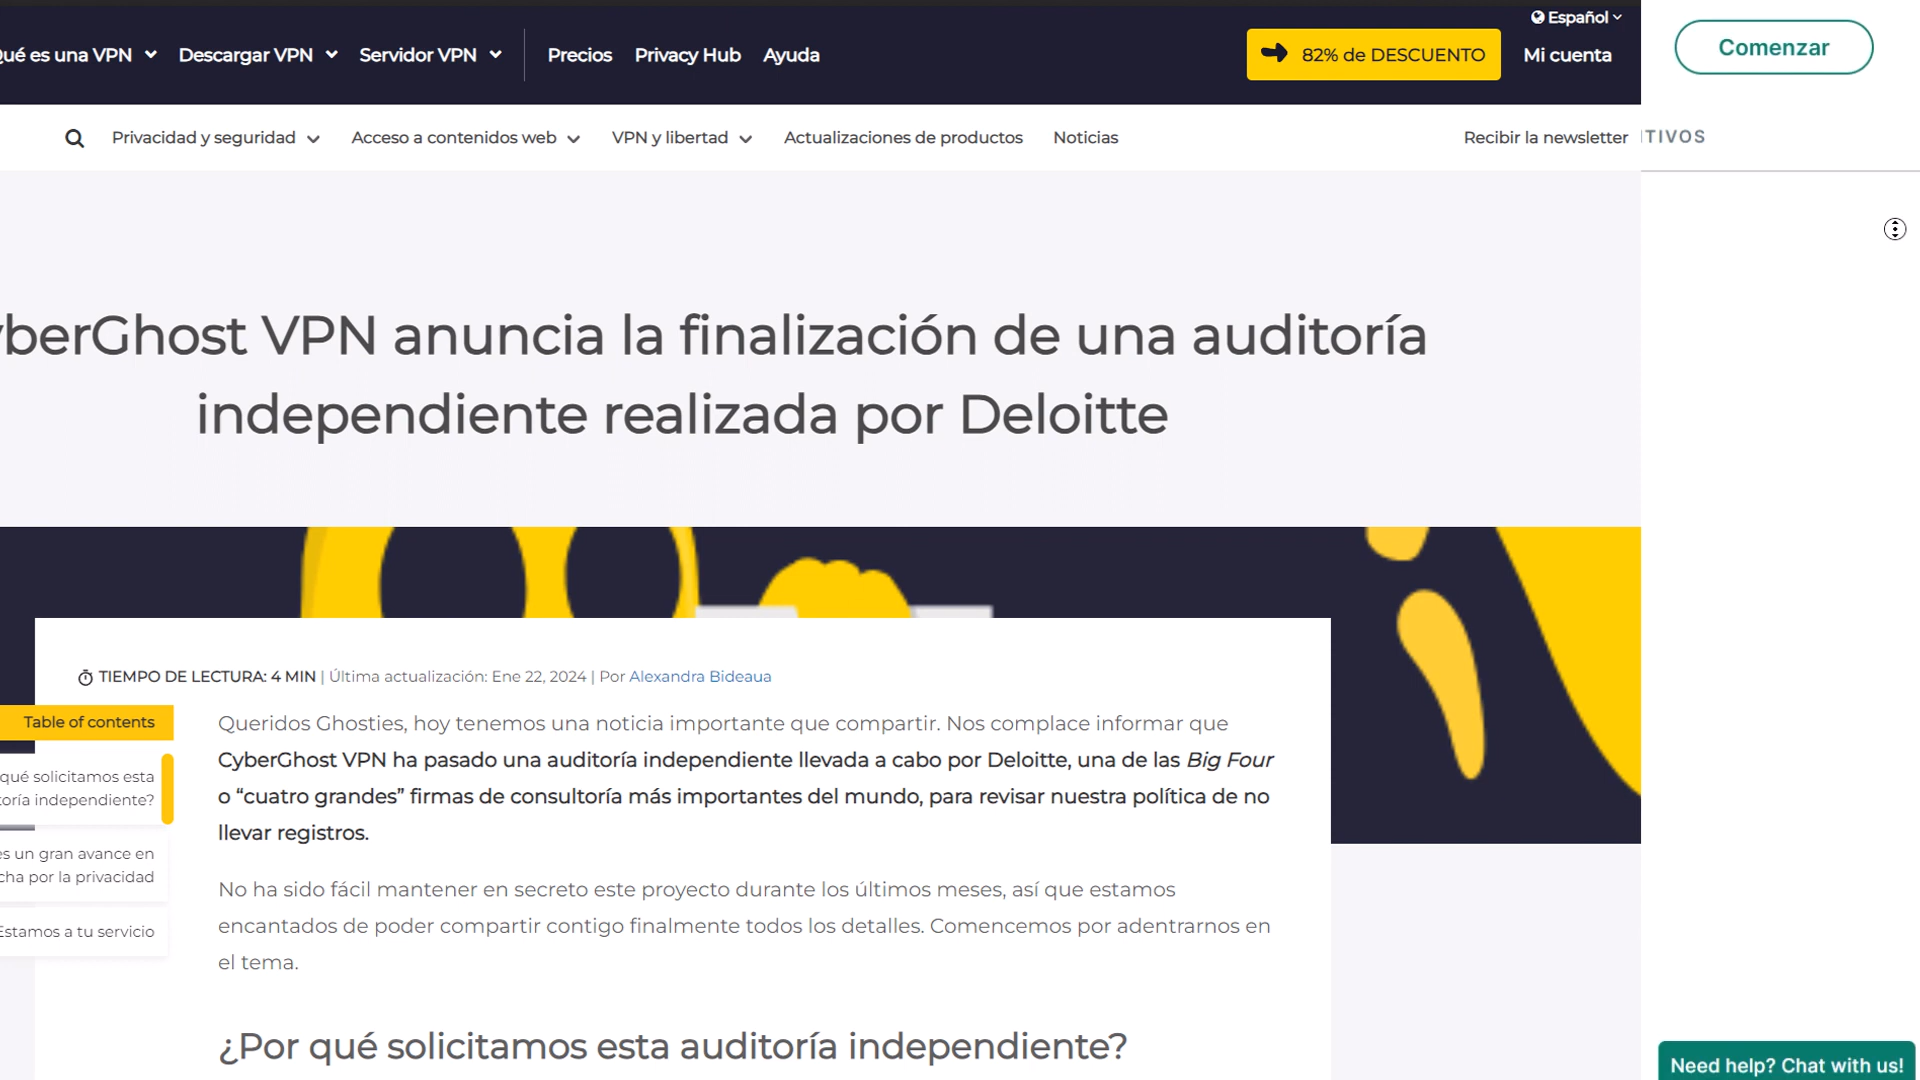 Español
ué es una VPN
Descargar VPN
Servidor VPN
Precios
Privacy Hub
Ayuda
82% de DESCUENTO
Mi cuenta
Comenzar
Privacidad y seguridad
Acceso a contenidos web
VPN y libertad
Actualizaciones de productos
Noticias
Recibir la newsletter
TIVOS
yberGhost VPN anuncia la finalización de una auditoría
independiente realizada por Deloitte
TIEMPO DE LECTURA: 4 MIN | Última actualización: Ene 22, 2024 | Por Alexandra Bideaua
Table of contents
qué solicitamos esta
toría independiente?
es un gran avance en
cha por la privacidad
Estamos a tu servicio
Queridos Ghosties, hoy tenemos una noticia importante que compartir. Nos complace informar que
CyberGhost VPN ha pasado una auditoría independiente llevada a cabo por Deloitte, una de las Big Four
o “cuatro grandes” firmas de consultoría más importantes del mundo, para revisar nuestra política de no
llevar registros.
No ha sido fácil mantener en secreto este proyecto durante los últimos meses, así que estamos
encantados de poder compartir contigo finalmente todos los detalles. Comencemos por adentrarnos en
el tema.
¿Por qué solicitamos esta auditoría independiente?
Need help? Chat with us!